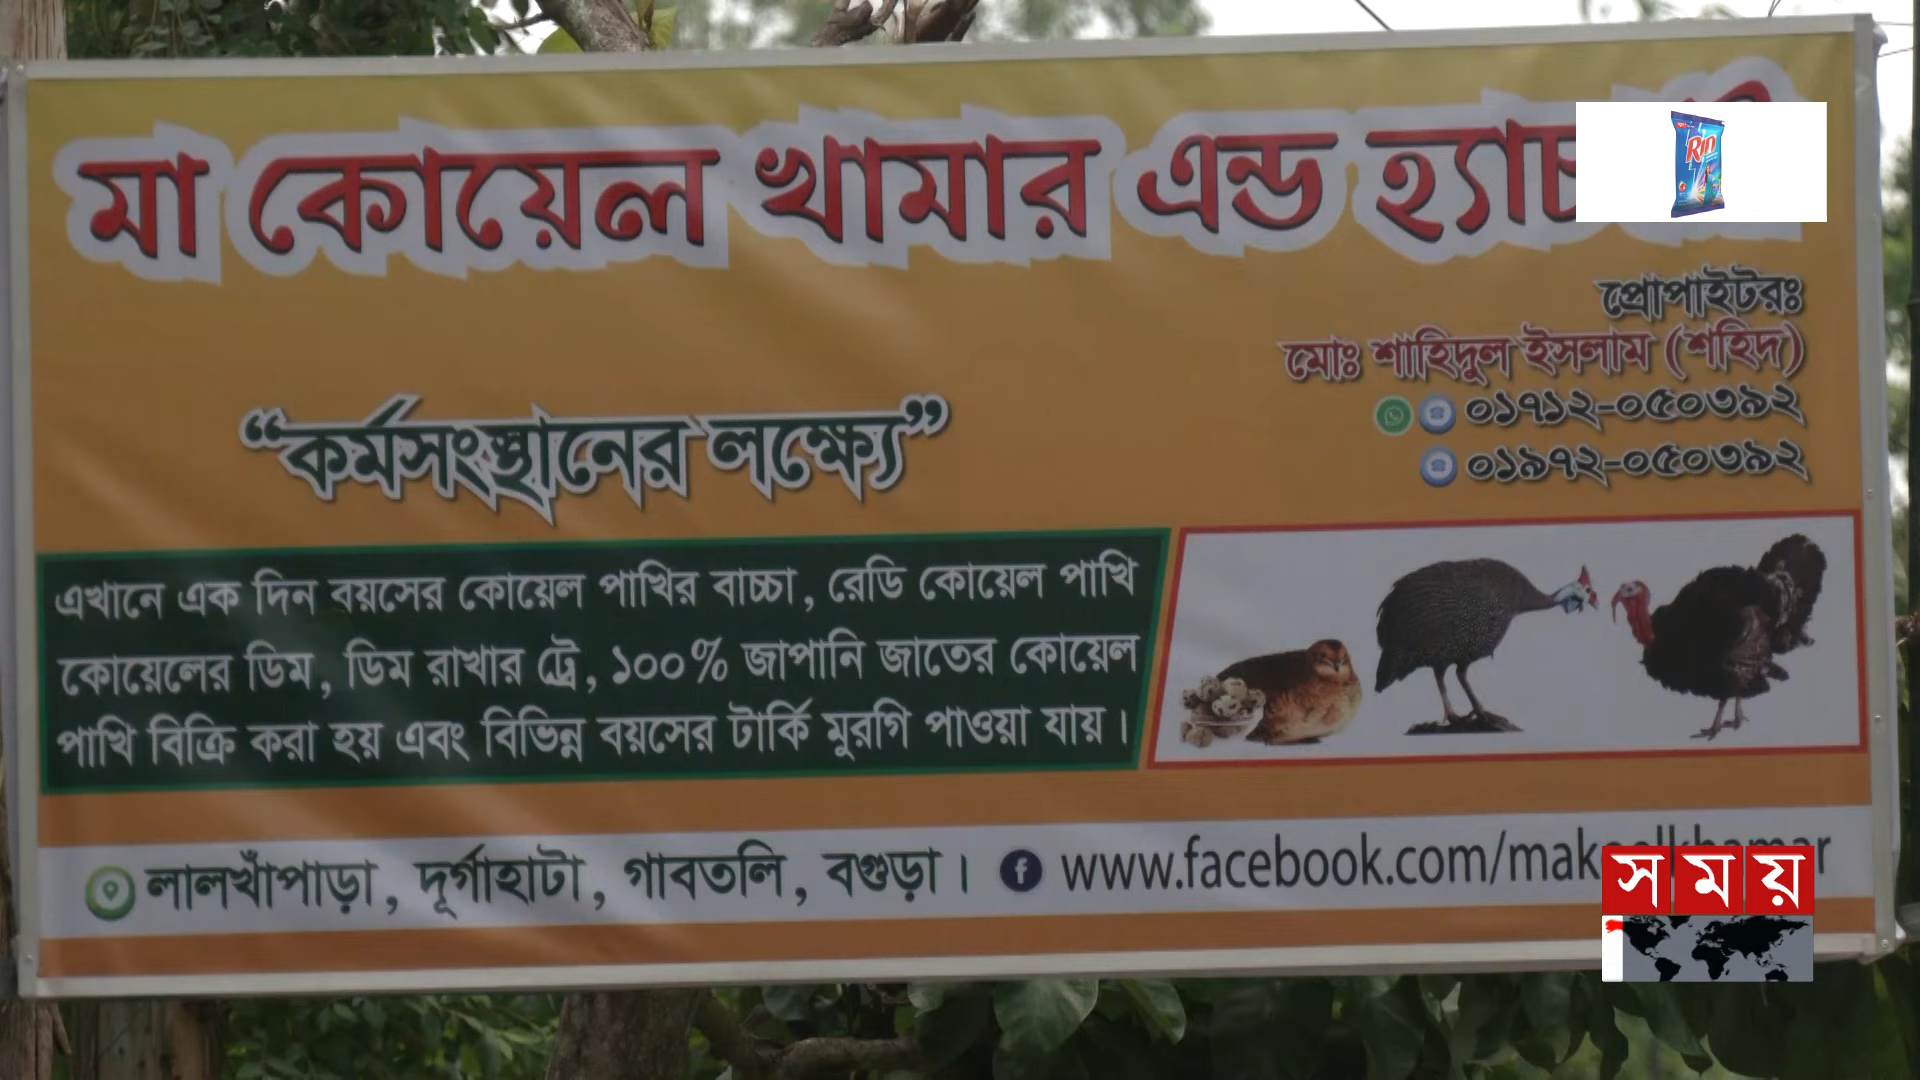 মা কোয়েল খামার এন্ড
Rin
প্রোপাইটরঃ
মোঃ শাহিদুল ইসলাম (শহিদ)
০১৭১২-০৫০৩৯২
০১৯৭২-০৫০৩৯২
“কর্মসংস্থানের লক্ষ্যে”
এখানে এক দিন বয়সের কোয়েল পাখির বাচ্চা, রেডি কোয়েল পাখি
কোয়েলের ডিম, ডিম রাখার ট্রে, ১০০% জাপানি জাতের কোয়েল
পাখি বিক্রি করা হয় এবং বিভিন্ন বয়সের টার্কি মুরগি পাওয়া যায়।
লালখাঁপাড়া, দূর্গাহাটা, গাবতলি, বগুড়া। www.facebook.com/
সময়